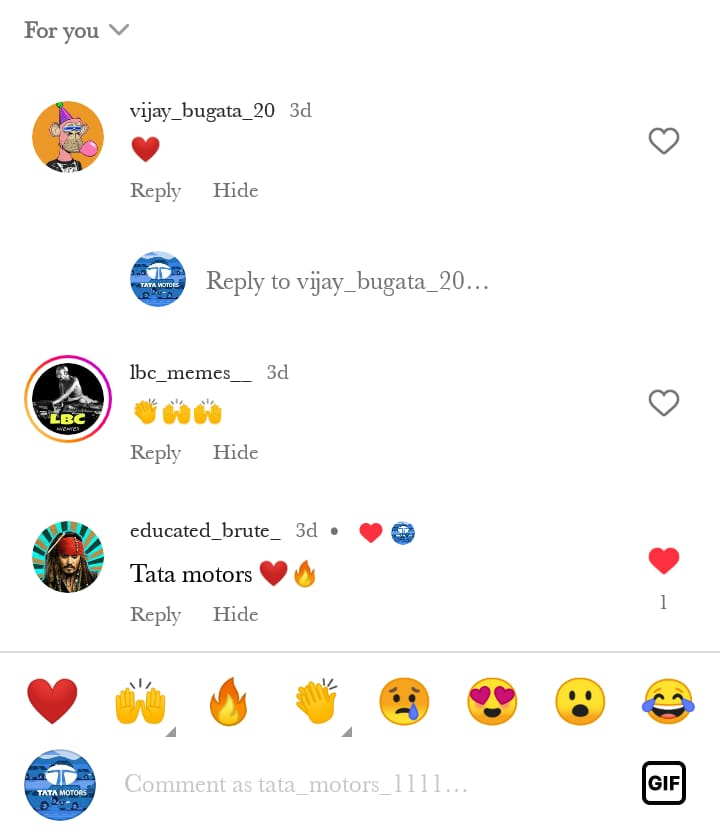 For you
vijay_bugata_20 3d
❤️
Reply Hide
TATA MOTORS
Reply to vijay_bugata_20...
lbc_memes__ 3d
👏🙌🙌
LBC
MEMES
Reply Hide
educated_brute_ 3d •
Tata motors ❤️🔥
Reply Hide
1
TATA MOTORS
Comment as tata_motors_1111...
GIF